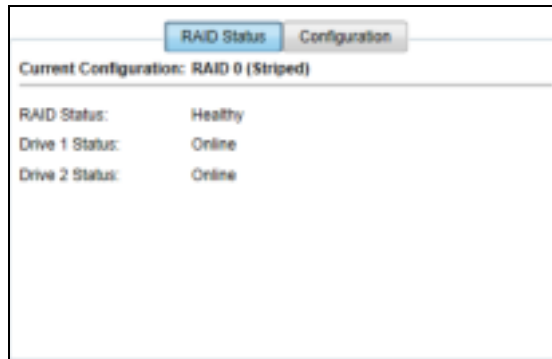 RAID Status Configuration
Current Configuration: RAID 0 (Striped)
RAID Status: Healthy
Drive 1 Status: Online
Drive 2 Status: Online